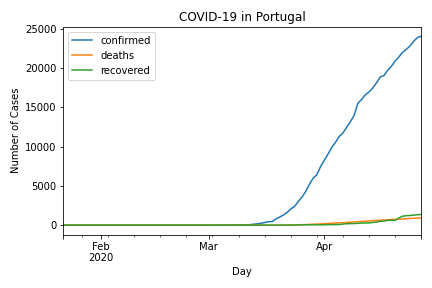 COVID-19 in Portugal
confirmed
deaths
recovered
Number of Cases
25000
20000
15000
10000
5000
0
Feb
2020
Mar
Apr
Day